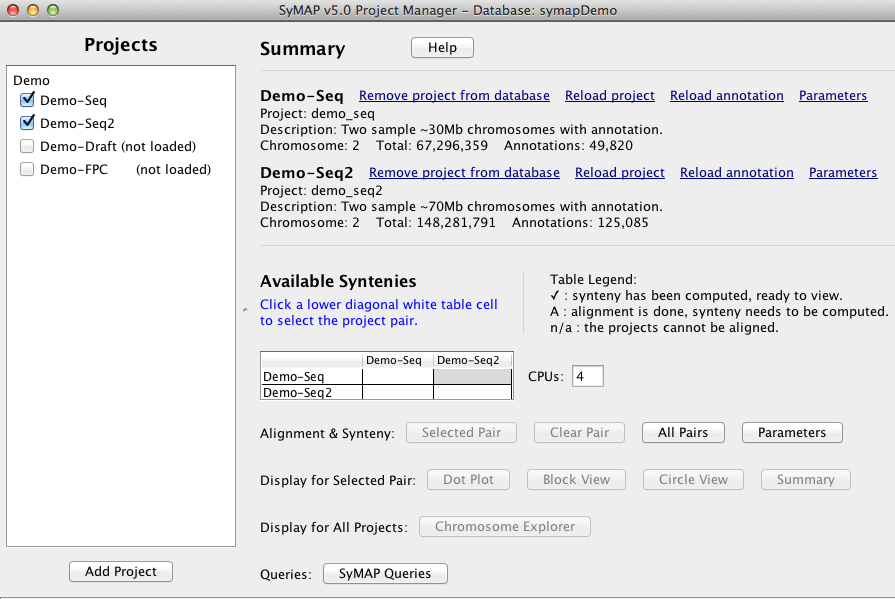 SyMAP v5.0 Project Manager - Database: symapDemo
Projects
Demo
Demo-Seq
Demo-Seq2
Demo-Draft (not loaded)
Demo-FPC (not loaded)
Add Project
Summary Help
Demo-Seq Remove project from database Reload project Reload annotation Parameters
Project: demo_seq
Description: Two sample ~30Mb chromosomes with annotation.
Chromosome: 2 Total: 67,296,359 Annotations: 49,820
Demo-Seq2 Remove project from database Reload project Reload annotation Parameters
Project: demo_seq2
Description: Two sample ~70Mb chromosomes with annotation.
Chromosome: 2 Total: 148,281,791 Annotations: 125,085
Available Syntenies
Click a lower diagonal white table cell
to select the project pair.
Table Legend:
✓ : synteny has been computed, ready to view.
A : alignment is done, synteny needs to be computed.
n/a : the projects cannot be aligned.
Demo-Seq Demo-Seq2
Demo-Seq
Demo-Seq2
CPUs: 4
Alignment & Synteny: Selected Pair Clear Pair All Pairs Parameters
Display for Selected Pair: Dot Plot Block View Circle View Summary
Display for All Projects: Chromosome Explorer
Queries: SyMAP Queries